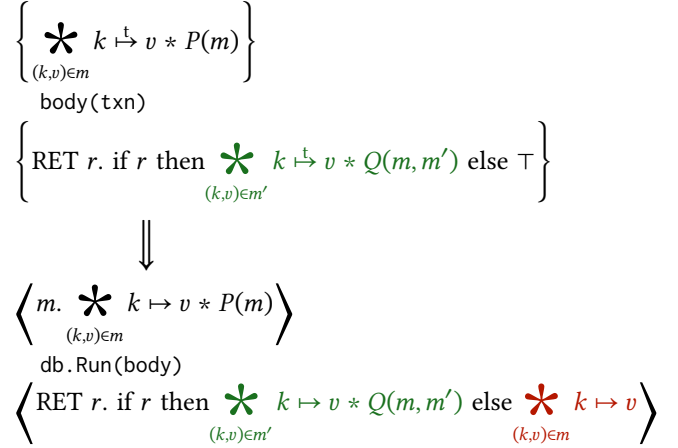 { ∗ k ↦ᵗ v ∗ P(m) }
(k,v)∈m
body(txn)
{ RET r. if r then ∗ k ↦ᵗ v ∗ Q(m, m′) else ⊤ }
(k,v)∈m′
⇓
⟨ m. ∗ k ↦ v ∗ P(m) ⟩
(k,v)∈m
db.Run(body)
⟨ RET r. if r then ∗ k ↦ v ∗ Q(m, m′) else ∗ k ↦ v ⟩
(k,v)∈m′ (k,v)∈m